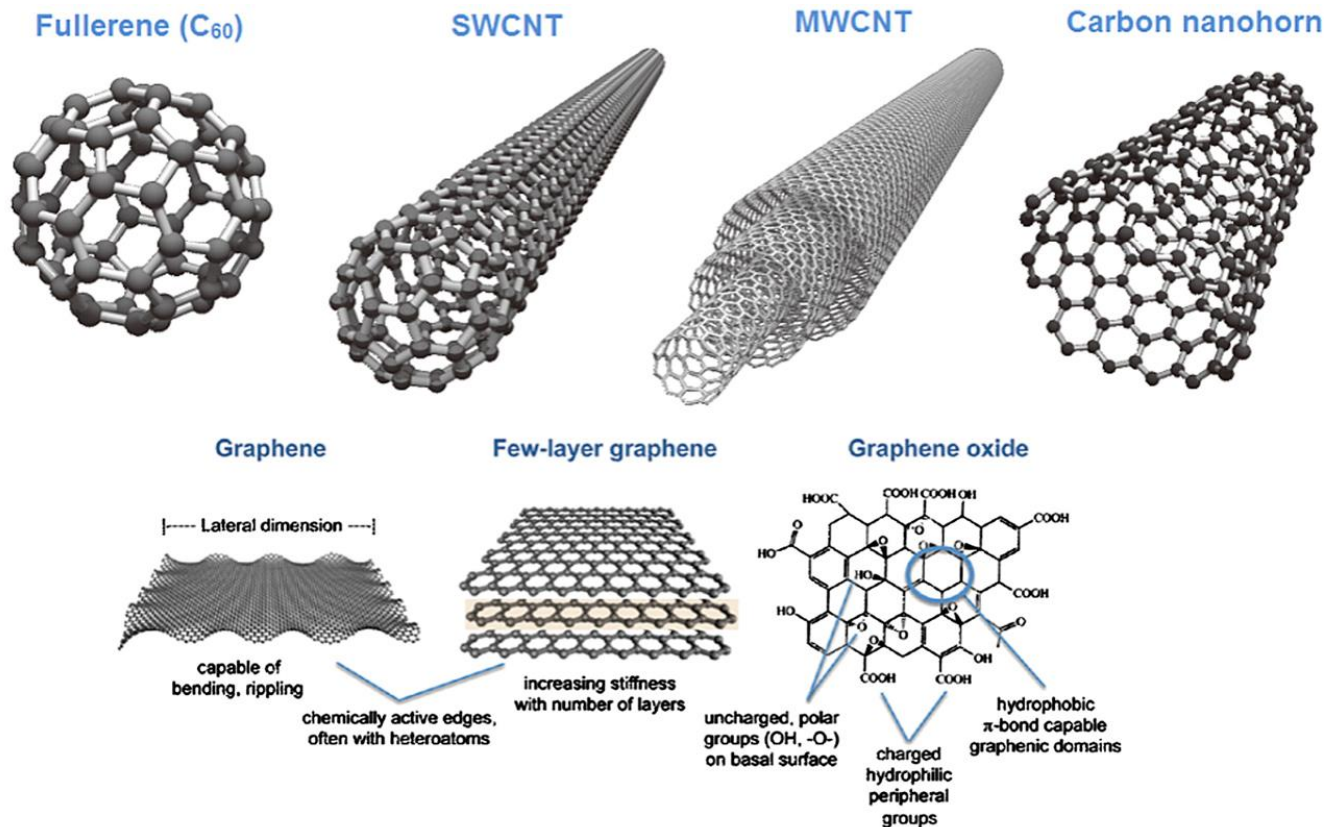 Fullerene (C₆₀)
SWCNT
MWCNT
Carbon nanohorn
Graphene
Few-layer graphene
Graphene oxide
Lateral dimension
capable of
bending, rippling
chemically active edges,
often with heteroatoms
increasing stiffness
with number of layers
HOOC
COOH
COOH
OH
COOH
O
HO
O
O
O
O
HO
COOH
HO
O
O
O
O
OH
COOH
COOH
uncharged, polar
groups (OH, -O-)
on basal surface
charged
hydrophilic
peripheral
groups
hydrophobic
π-bond capable
graphenic domains